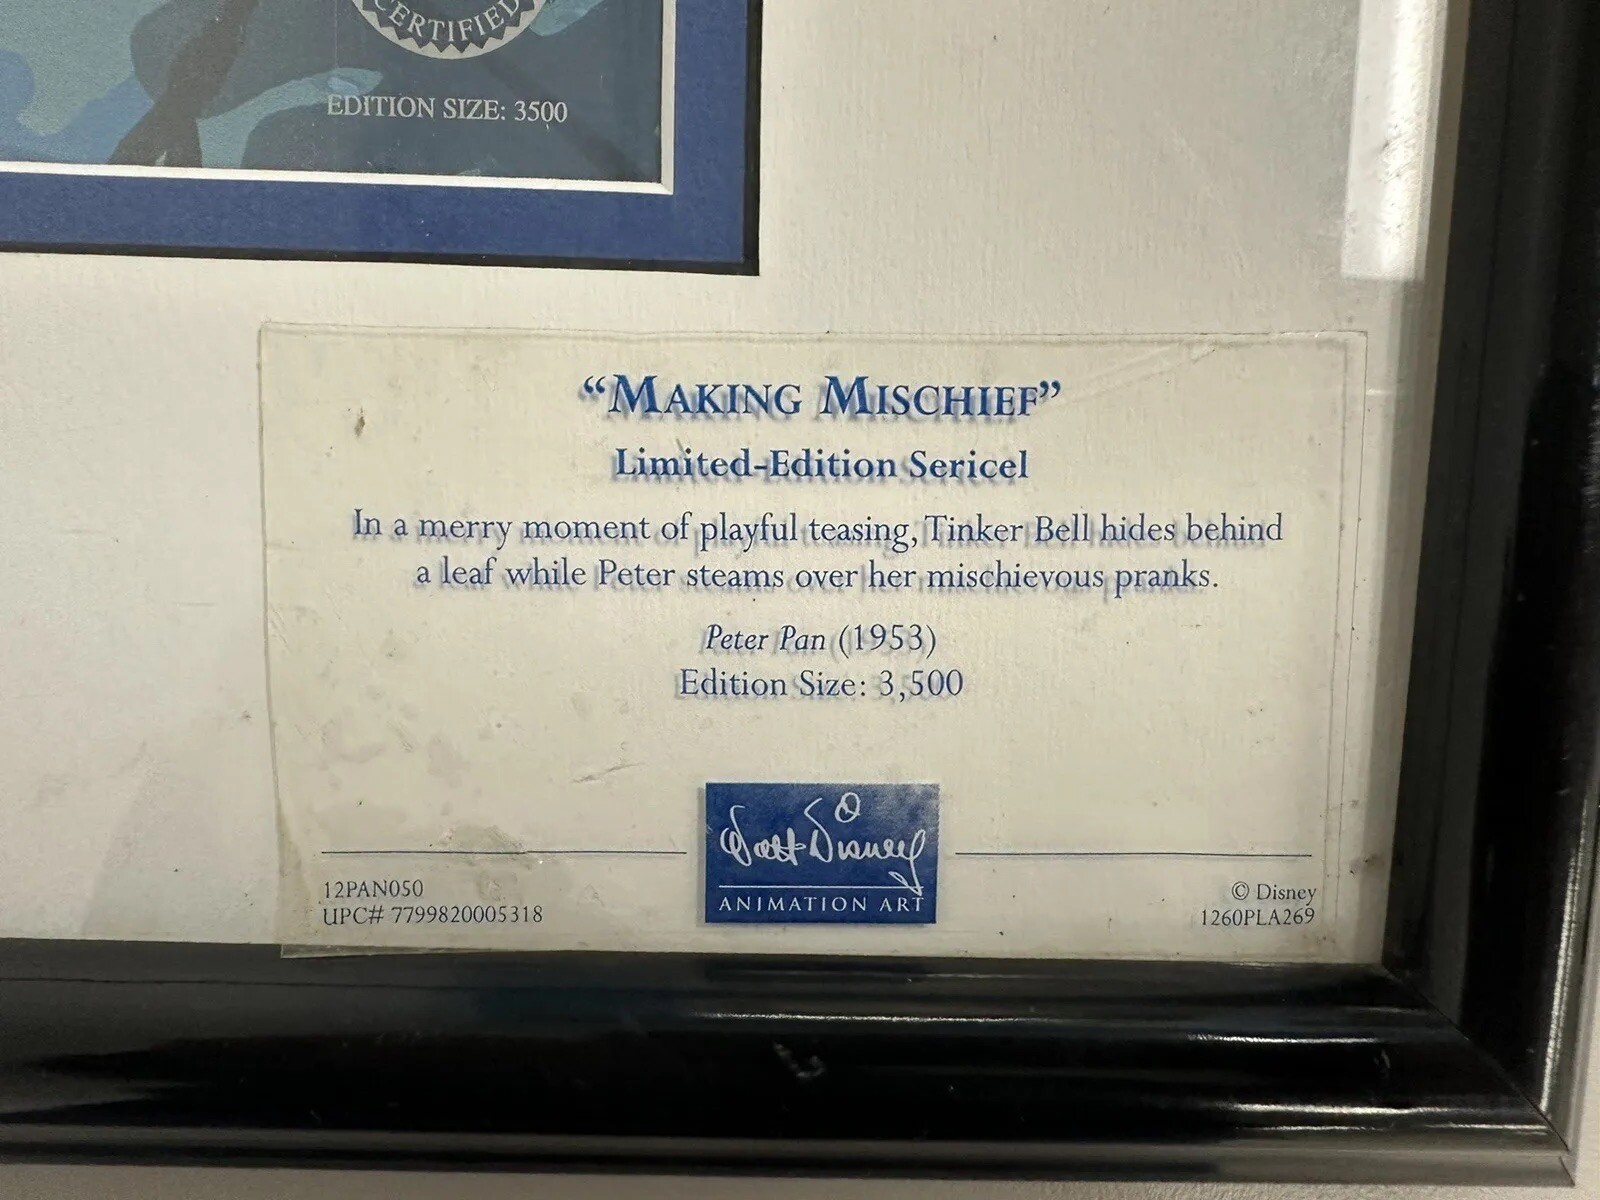 CERTIFIED
EDITION SIZE: 3500
“MAKING MISCHIEF”
Limited-Edition Sericel
In a merry moment of playful teasing, Tinker Bell hides behind
a leaf while Peter steams over her mischievous pranks.
Peter Pan (1953)
Edition Size: 3,500
Walt Disney
ANIMATION ART
12PAN050
UPC# 7799820005318
© Disney
1260PLA269